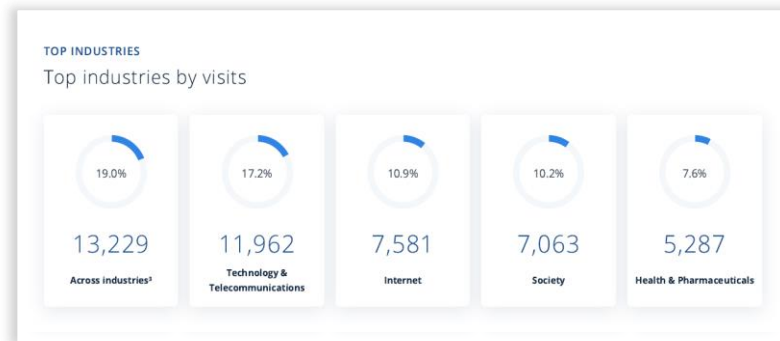 TOP INDUSTRIES
Top industries by visits
19.0%
13,229
Across industries³
17.2%
11,962
Technology &
Telecommunications
10.9%
7,581
Internet
10.2%
7,063
Society
7.6%
5,287
Health & Pharmaceuticals